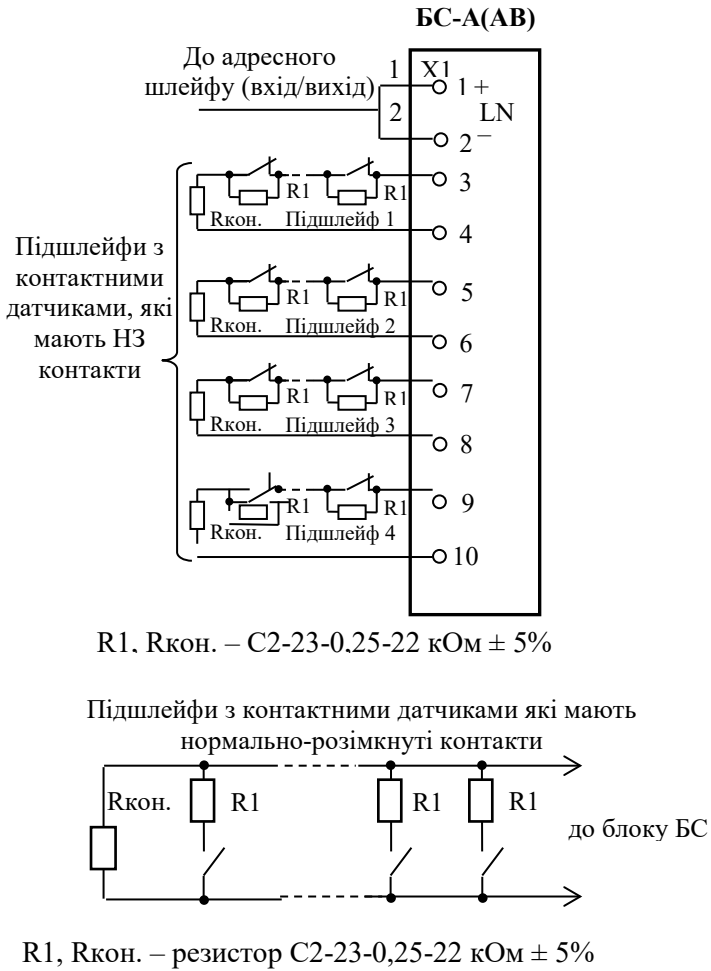 БС-А(АВ)
До адресного
шлейфу (вхід/вихід)
1
2
X1
1 +
LN
2 –
3
R1
R1
Rкон.
Підшлейф 1
4
Підшлейфи з
контактними
датчиками, які
мають НЗ
контакти
5
R1
R1
Rкон.
Підшлейф 2
6
7
R1
R1
Rкон.
Підшлейф 3
8
9
R1
R1
Rкон.
Підшлейф 4
10
R1, Rкон. – С2-23-0,25-22 кОм ± 5%
Підшлейфи з контактними датчиками які мають
нормально-розімкнуті контакти
Rкон.
R1
R1
R1
до блоку БС
R1, Rкон. – резистор С2-23-0,25-22 кОм ± 5%